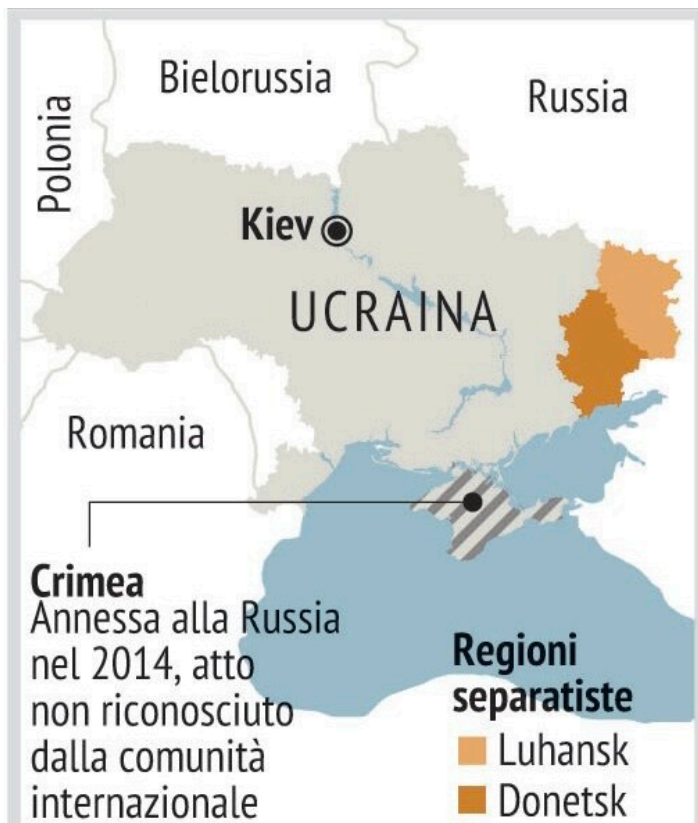 Bielorussia
Russia
Polonia
Kiev
UCRAINA
Romania
Crimea
Annessa alla Russia
nel 2014, atto
non riconosciuto
dalla comunità
internazionale
Regioni
separatiste
Luhansk
Donetsk